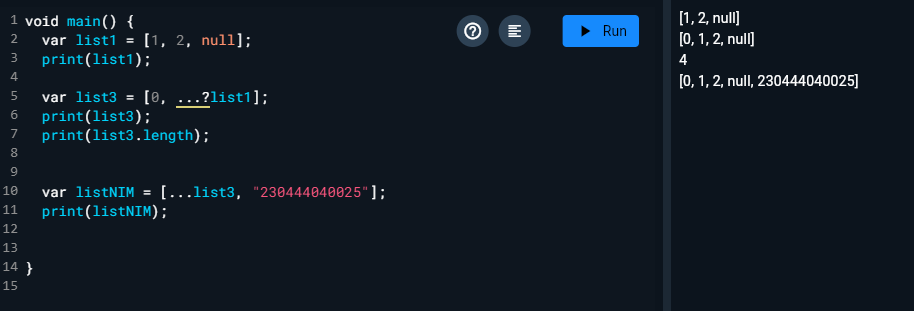 1 void main() {
2 var list1 = [1, 2, null];
3 print(list1);
4
5 var list3 = [0, ...?list1];
6 print(list3);
7 print(list3.length);
8
9
10 var listNIM = [...list3, "230444040025"];
11 print(listNIM);
12
13
14 }
15
Run
[1, 2, null]
[0, 1, 2, null]
4
[0, 1, 2, null, 230444040025]